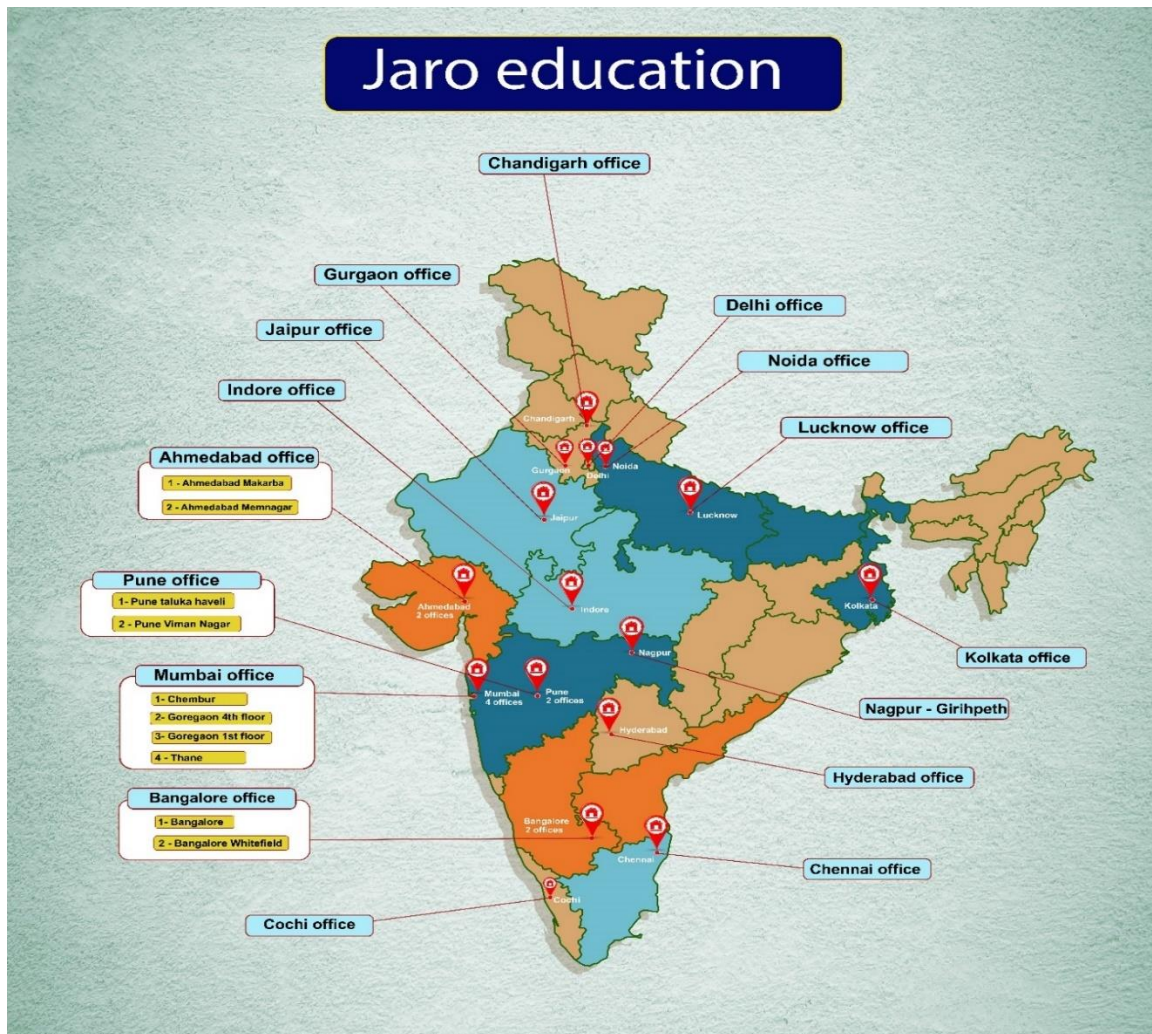 Jaro education
Chandigarh office
Gurgaon office
Delhi office
Jaipur office
Noida office
Indore office
Lucknow office
Ahmedabad office
1 - Ahmedabad Makarba
2 - Ahmedabad Memnagar
Pune office
1- Pune taluka haveli
2 - Pune Viman Nagar
Mumbai office
1- Chembur
2- Goregaon 4th floor
3- Goregaon 1st floor
4 - Thane
Bangalore office
1- Bangalore
2 - Bangalore Whitefield
Cochi office
Kolkata office
Nagpur - Girihpeth
Hyderabad office
Chennai office
Chandigarh
Gurgaon
Delhi
Noida
Jaipur
Lucknow
Ahmedabad
2 offices
Indore
Kolkata
Nagpur
Mumbai
4 offices
Pune
2 offices
Hyderabad
Bangalore
2 offices
Chennai
Cochi